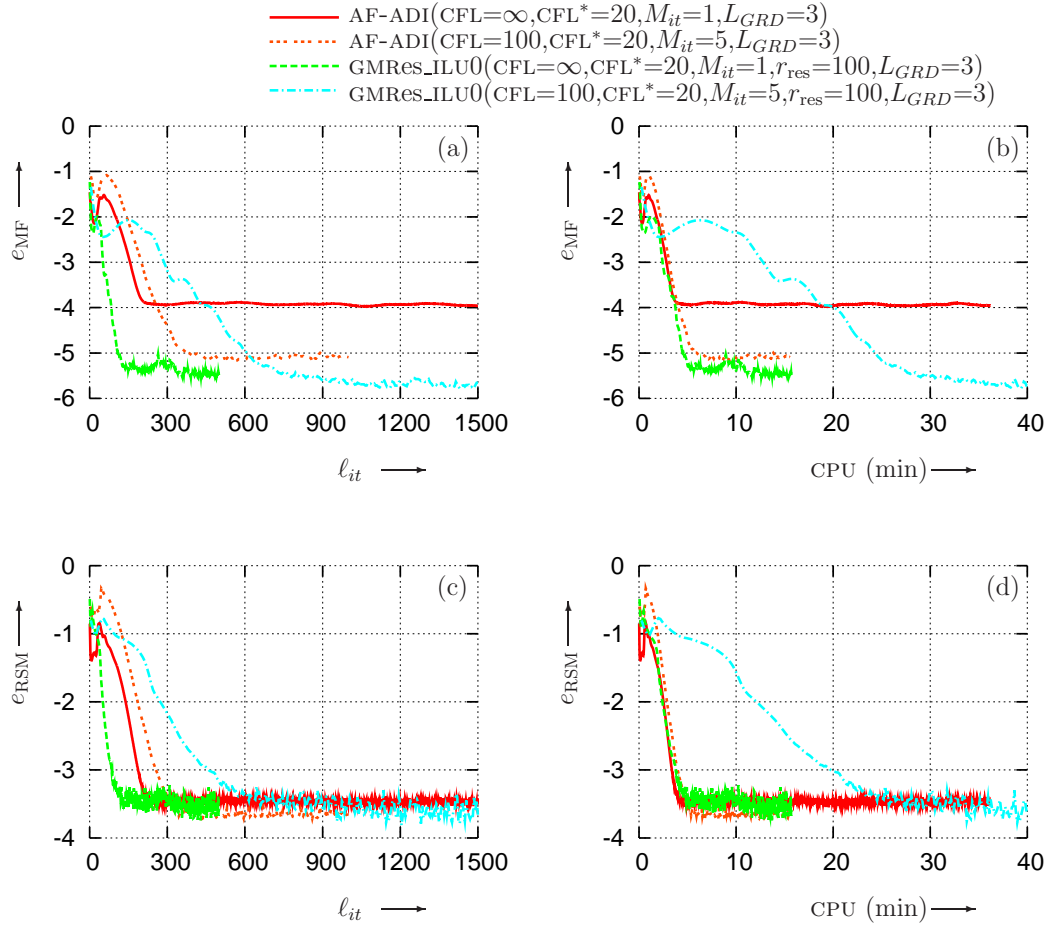 AF-ADI(CFL=∞,CFL*=20,M_it=1,L_GRD=3)
AF-ADI(CFL=100,CFL*=20,M_it=5,L_GRD=3)
GMRes_ILU0(CFL=∞,CFL*=20,M_it=1,r_res=100,L_GRD=3)
GMRes_ILU0(CFL=100,CFL*=20,M_it=5,r_res=100,L_GRD=3)
(a)
e_MF
0
-1
-2
-3
-4
-5
-6
0 300 600 900 1200 1500
ℓ_it
(b)
e_MF
0
-1
-2
-3
-4
-5
-6
0 10 20 30 40
CPU (min)
(c)
e_RSM
0
-1
-2
-3
-4
0 300 600 900 1200 1500
ℓ_it
(d)
e_RSM
0
-1
-2
-3
-4
0 10 20 30 40
CPU (min)